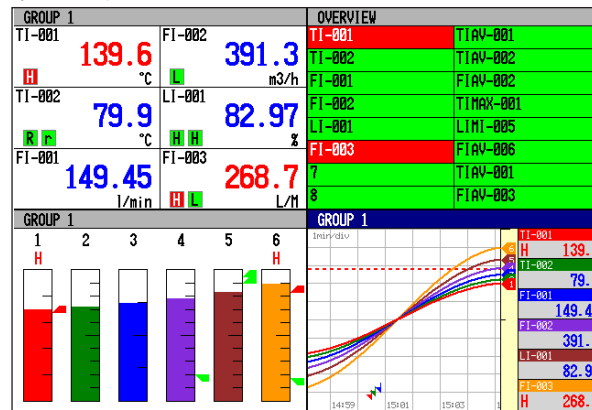 GROUP 1
TI-001
139.6
H
°C
FI-002
391.3
L
m3/h
TI-002
79.9
R r
°C
LI-001
82.97
H H
%
FI-001
149.45
l/min
FI-003
268.7
H L
L/M
OVERVIEW
TI-001 TIAV-001
TI-002 TIAV-002
FI-001 FIAV-002
FI-002 TIMAX-001
LI-001 LIMI-005
FI-003 FIAV-006
7 TIAV-001
8 FIAV-003
GROUP 1
1 2 3 4 5 6
H H
GROUP 1
1min/div
6
5
1
14:59 15:01 15:03 1
TI-001
H 139.
TI-002
79.
FI-001
149.4
FI-002
391.
LI-001
82.9
FI-003
H 268.